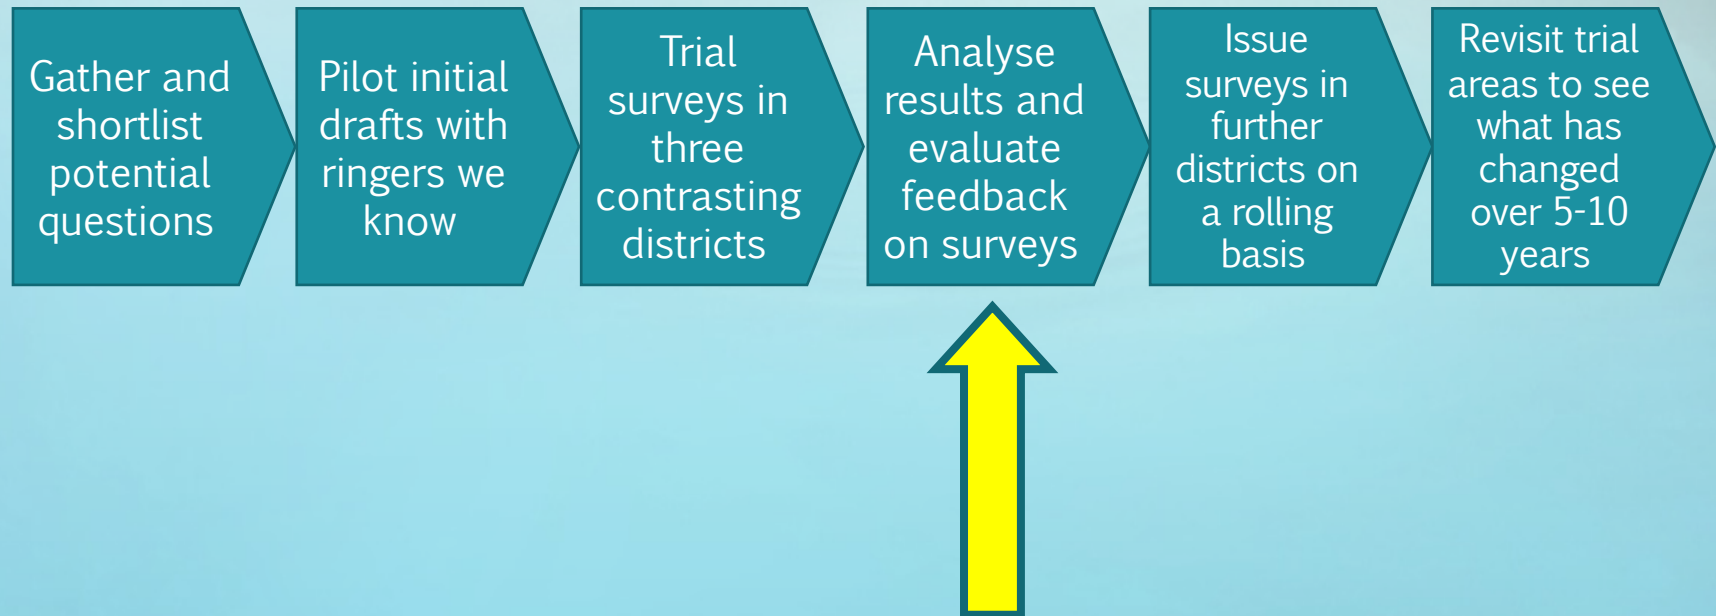 Gather and
shortlist
potential
questions
Pilot initial
drafts with
ringers we
know
Trial
surveys in
three
contrasting
districts
Analyse
results and
evaluate
feedback
on surveys
Issue
surveys in
further
districts on
a rolling
basis
Revisit trial
areas to see
what has
changed
over 5-10
years